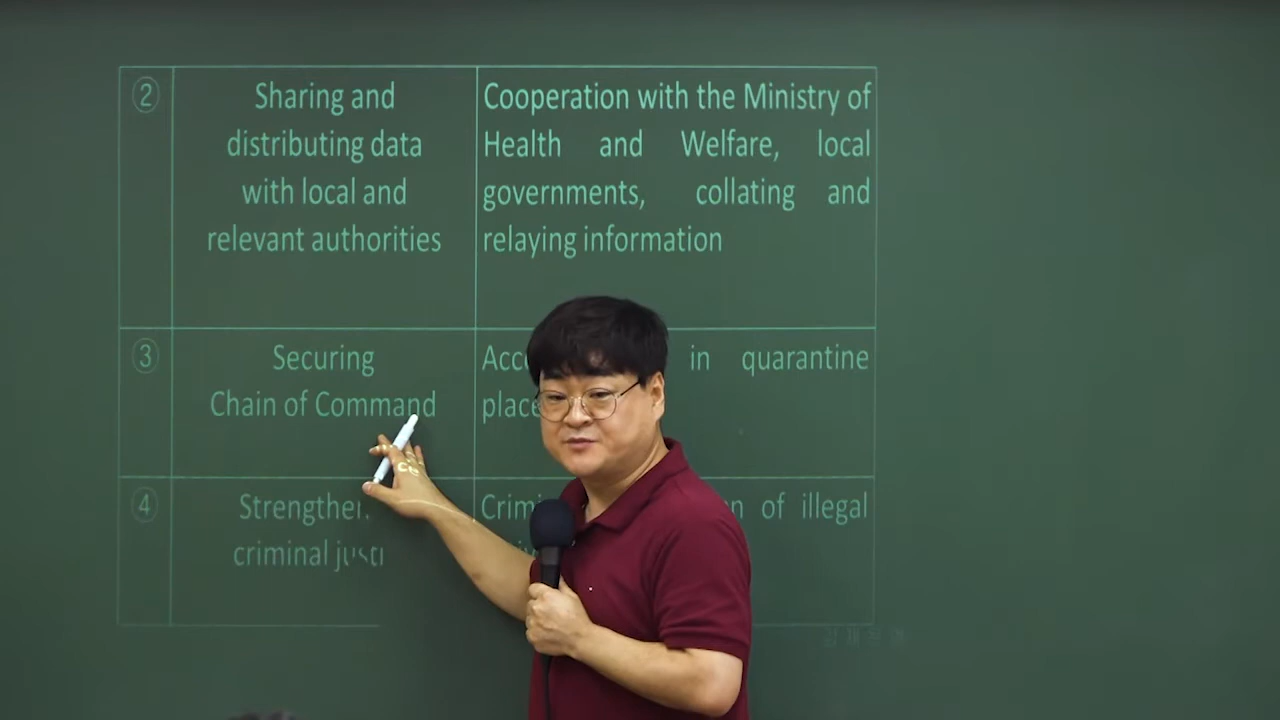 ②
Sharing and
distributing data
with local and
relevant authorities
Cooperation with the Ministry of
Health and Welfare, local
governments, collating and
relaying information
③
Securing
Chain of Command
in quarantine
④
criminal
of illegal